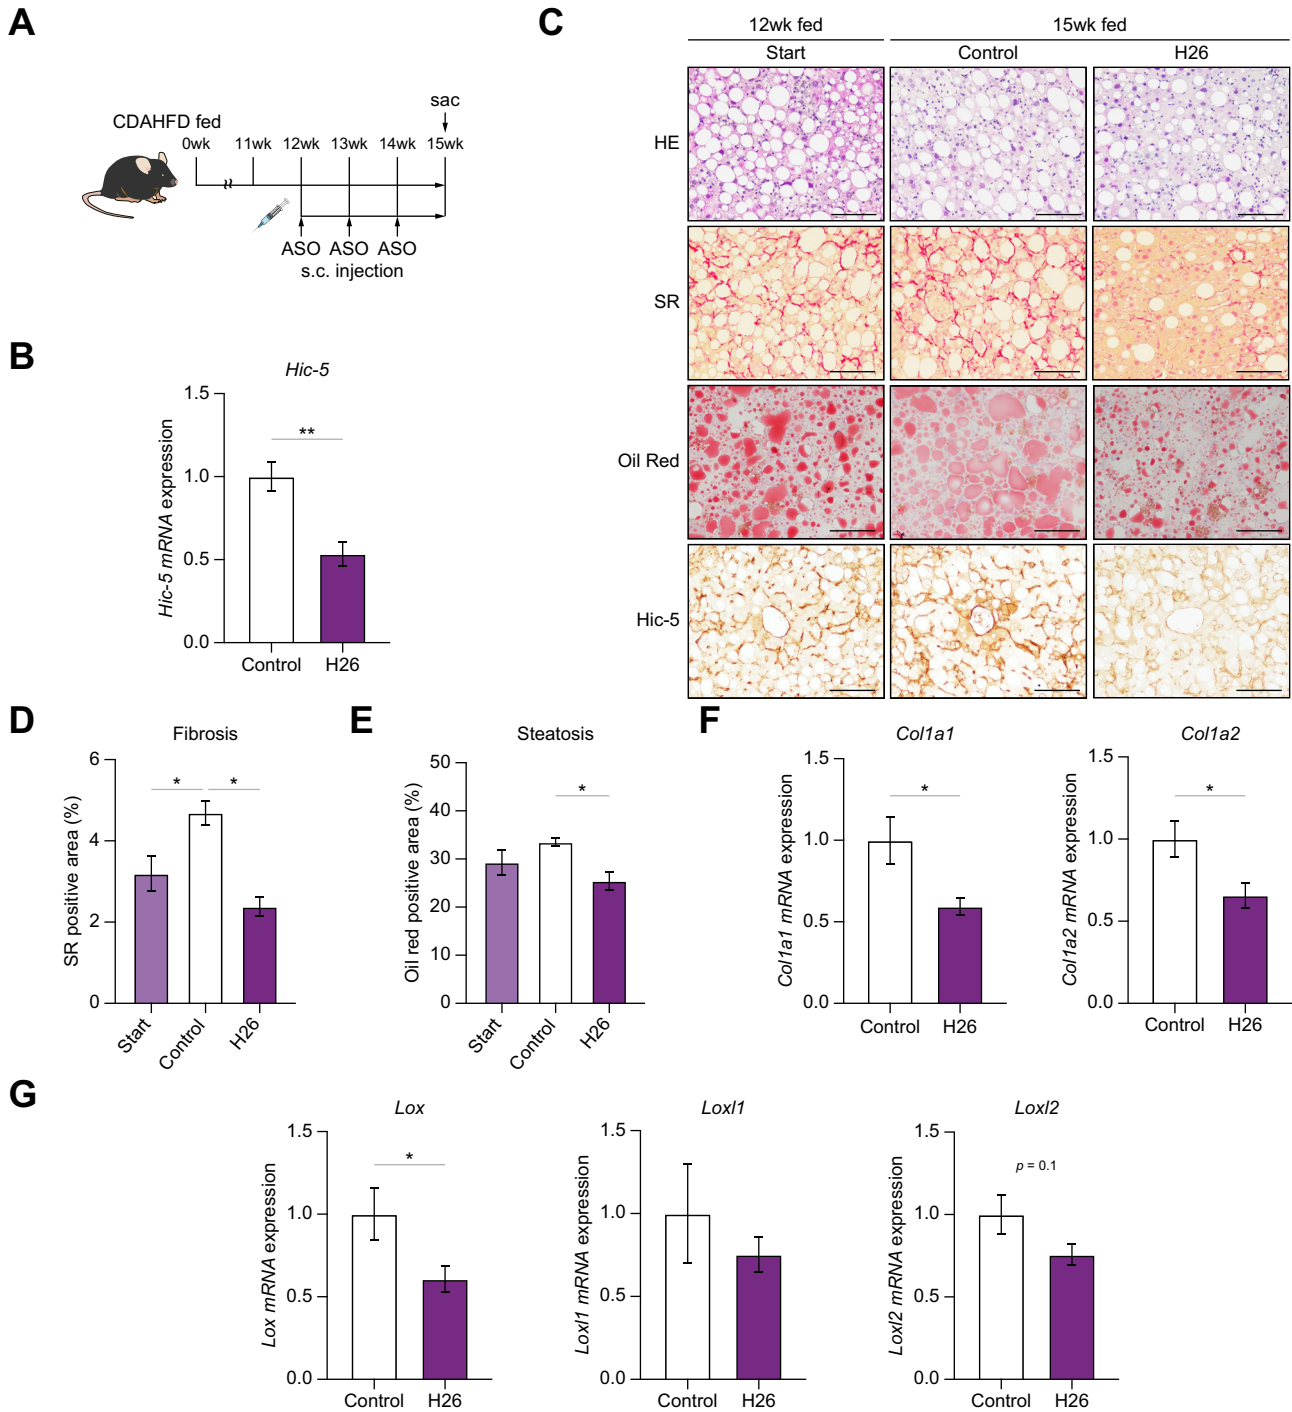 A
CDAHFD fed
sac
0wk
11wk
12wk
13wk
14wk
15wk
ASO
ASO
ASO
s.c. injection
B
Hic-5
Hic-5 mRNA expression
1.5
1.0
0.5
0.0
**
Control
H26
C
12wk fed
15wk fed
Start
Control
H26
HE
SR
Oil Red
Hic-5
D
Fibrosis
SR positive area (%)
6
4
2
0
*
*
Start
Control
H26
E
Steatosis
Oil red positive area (%)
50
40
30
20
10
0
*
Start
Control
H26
F
Col1a1
Col1a1 mRNA expression
1.5
1.0
0.5
0.0
*
Control
H26
Col1a2
Col1a2 mRNA expression
1.5
1.0
0.5
0.0
*
Control
H26
G
Lox
Lox mRNA expression
1.5
1.0
0.5
0.0
*
Control
H26
Loxl1
Loxl1 mRNA expression
1.5
1.0
0.5
0.0
Control
H26
Loxl2
Loxl2 mRNA expression
1.5
1.0
0.5
0.0
p = 0.1
Control
H26